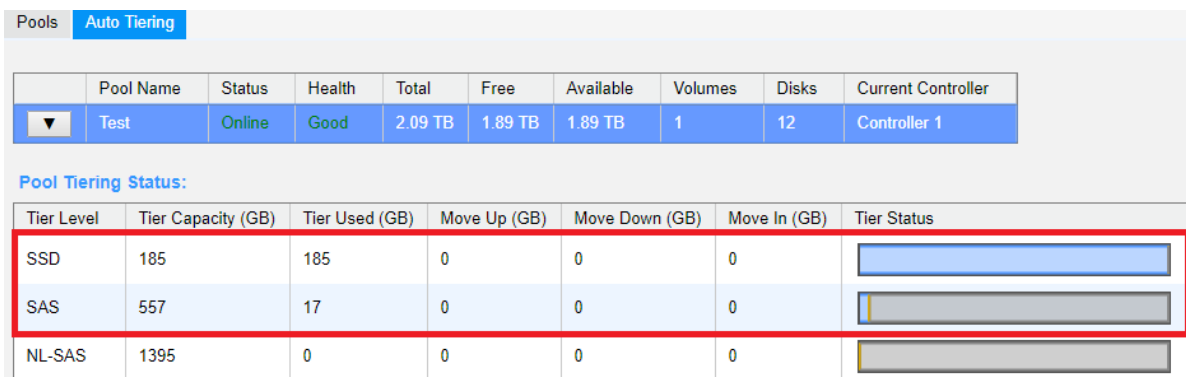 Pools Auto Tiering
Pool Name Status Health Total Free Available Volumes Disks Current Controller
▼ Test Online Good 2.09 TB 1.89 TB 1.89 TB 1 12 Controller 1
Pool Tiering Status:
Tier Level Tier Capacity (GB) Tier Used (GB) Move Up (GB) Move Down (GB) Move In (GB) Tier Status
SSD 185 185 0 0 0
SAS 557 17 0 0 0
NL-SAS 1395 0 0 0 0